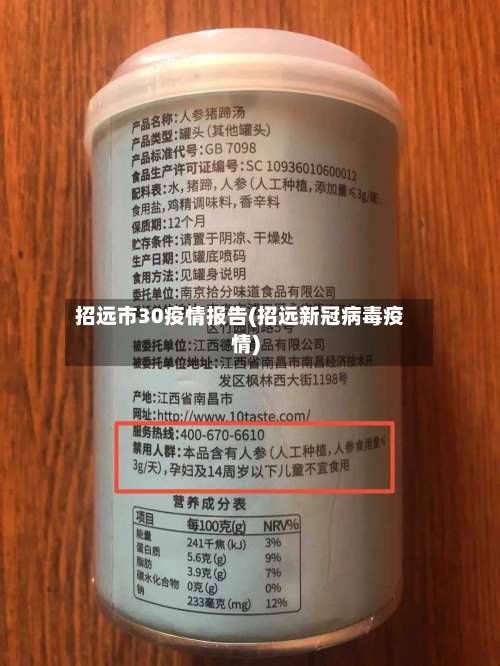 产品名称：人参猪蹄汤
产品类型：罐头（其他罐头）
产品标准代号：GB 7098
食品生产许可证编号：SC 10936010600012
配料表：水，猪蹄，人参（人工种植，添加量≤3g/罐），
食用盐，鸡精调味料，香辛料
保质期：12个月
贮存条件：请置于阴凉、干燥处
生产日期：见罐底喷码
食用方法：见罐身说明
委托单位：南京拾分味道食品有限公司
招远市30疫情报告(招远新冠病毒疫
情)
被委托单位：江西德
被委托单位地址：江西省南昌市南昌经济技术开
发区枫林西大街1198号
产地：江西省南昌市
网址：http://www.10taste.com/
服务热线：400-670-6610
禁用人群：本品含有人参（人工种植，人参食用量≤
3g/天），孕妇及14周岁以下儿童不宜食用
营养成分表
项目 每100克(g) NRV%
能量 241千焦(kJ) 3%
蛋白质 5.6克(g) 9%
脂肪 3.9克(g) 7%
碳水化合物 0克(g) 0%
钠 233毫克(mg) 12%